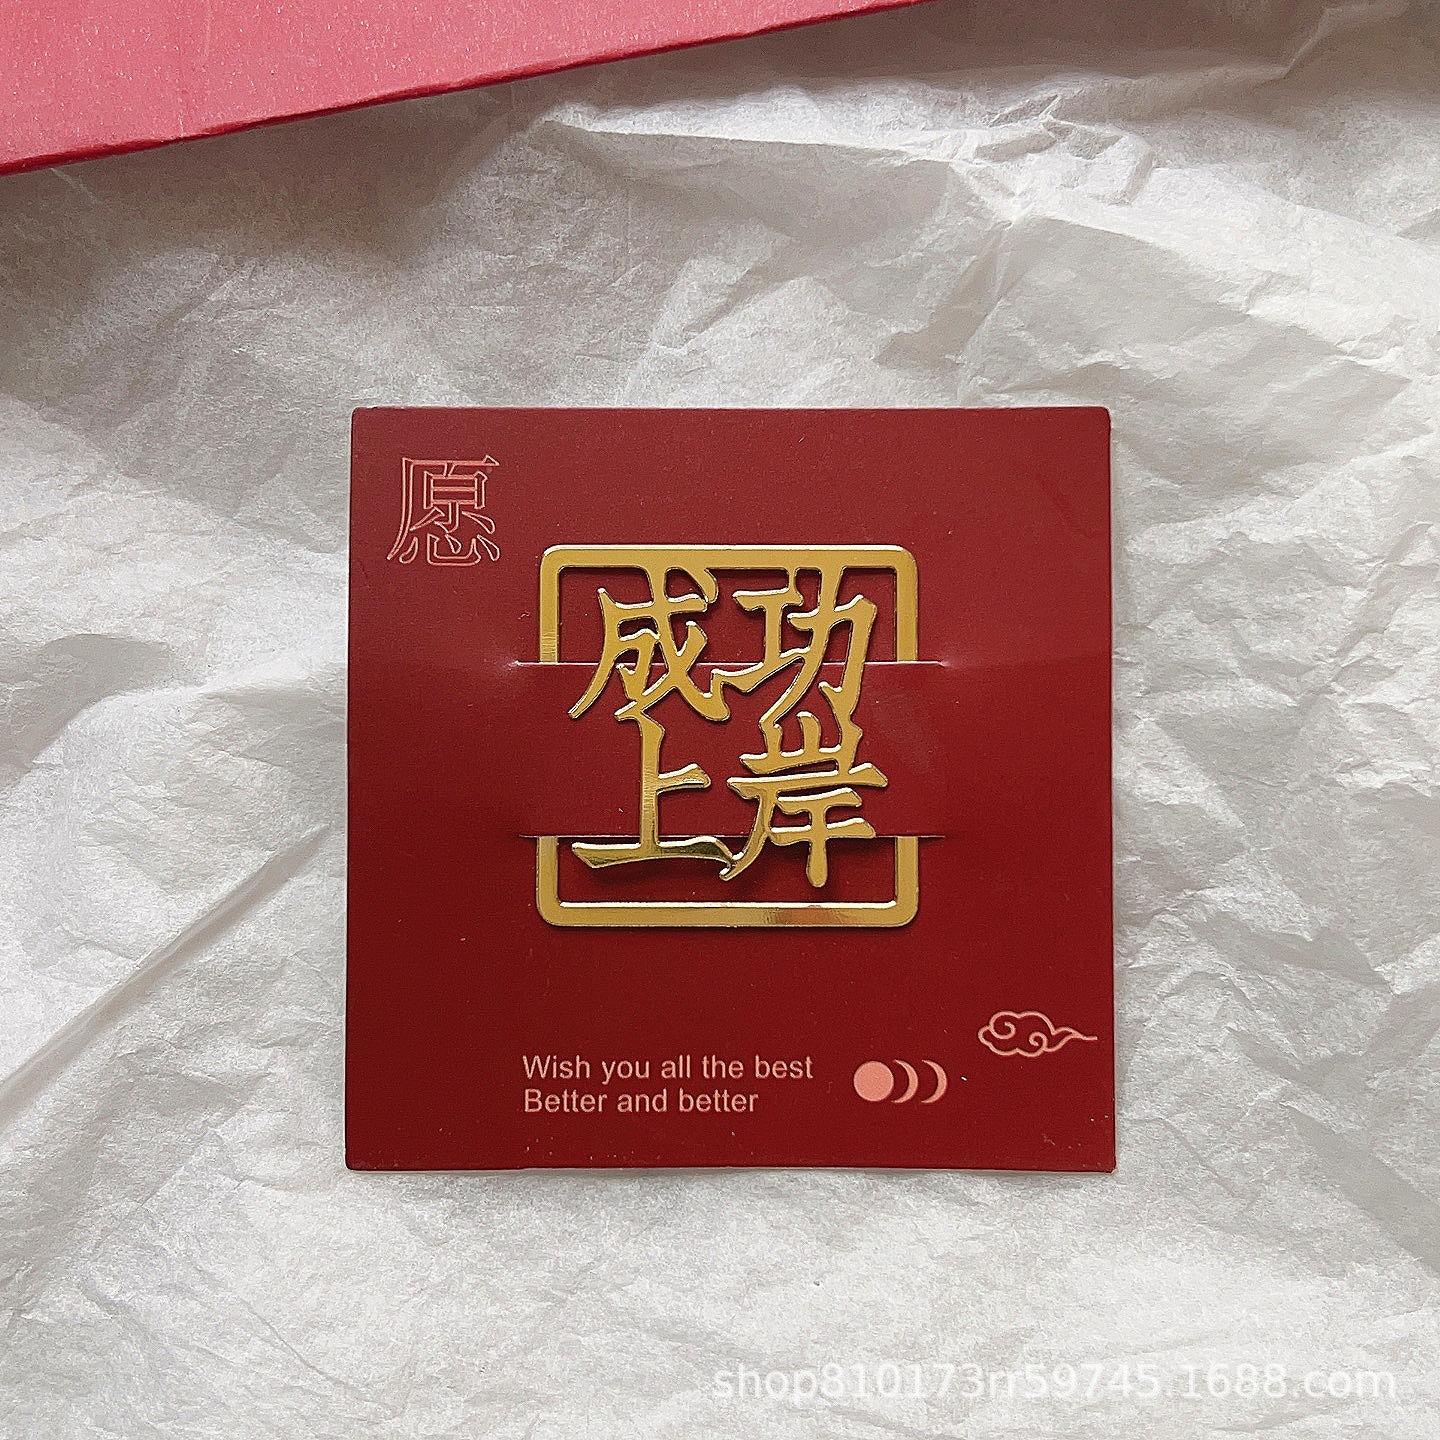 愿
成功
上岸
Wish you all the best
Better and better
shop810173rr59745.1688.com